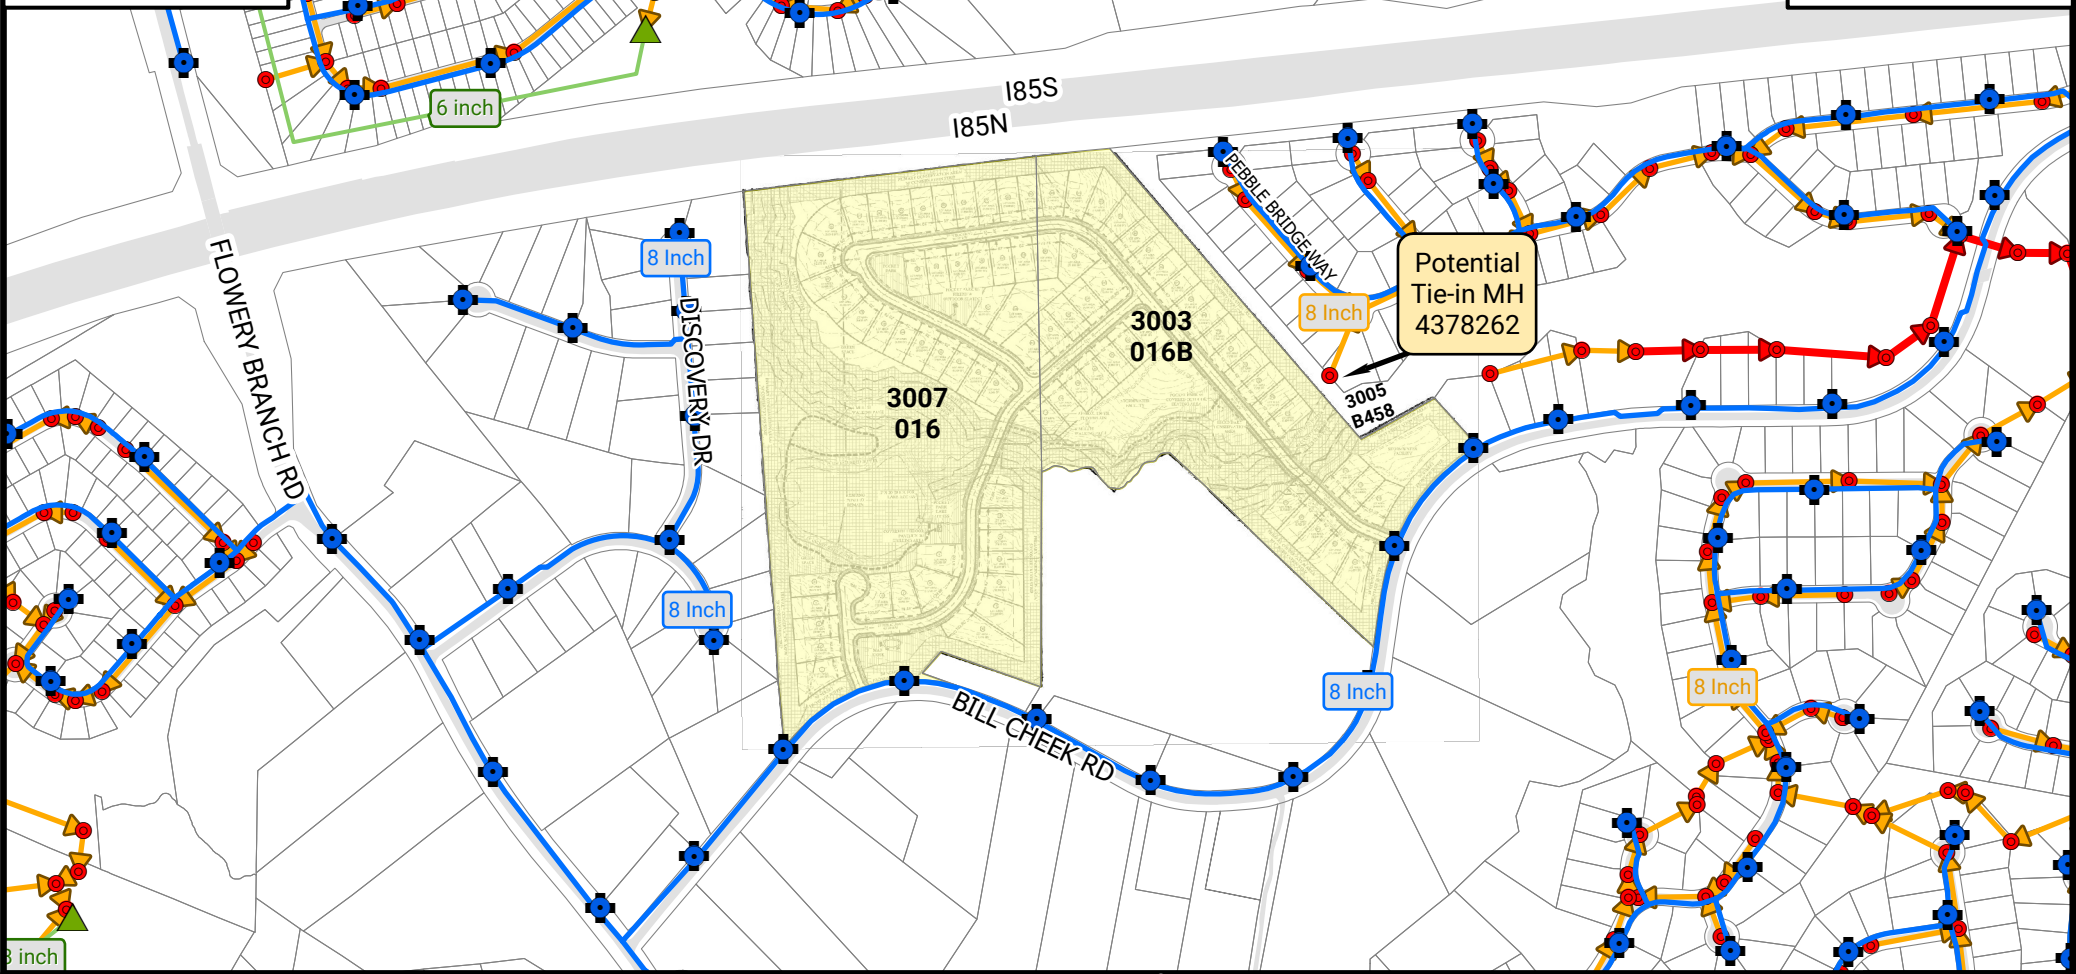 I85S
6 inch
I85N
PEBBLE BRIDGE WAY
FLOWERY BRANCH RD
8 Inch
DISCOVERY DR
8 Inch
Potential
Tie-in MH
4378262
3003
016B
3007
016
3005
B458
8 Inch
8 Inch
8 Inch
BILL CHEEK RD
8 inch